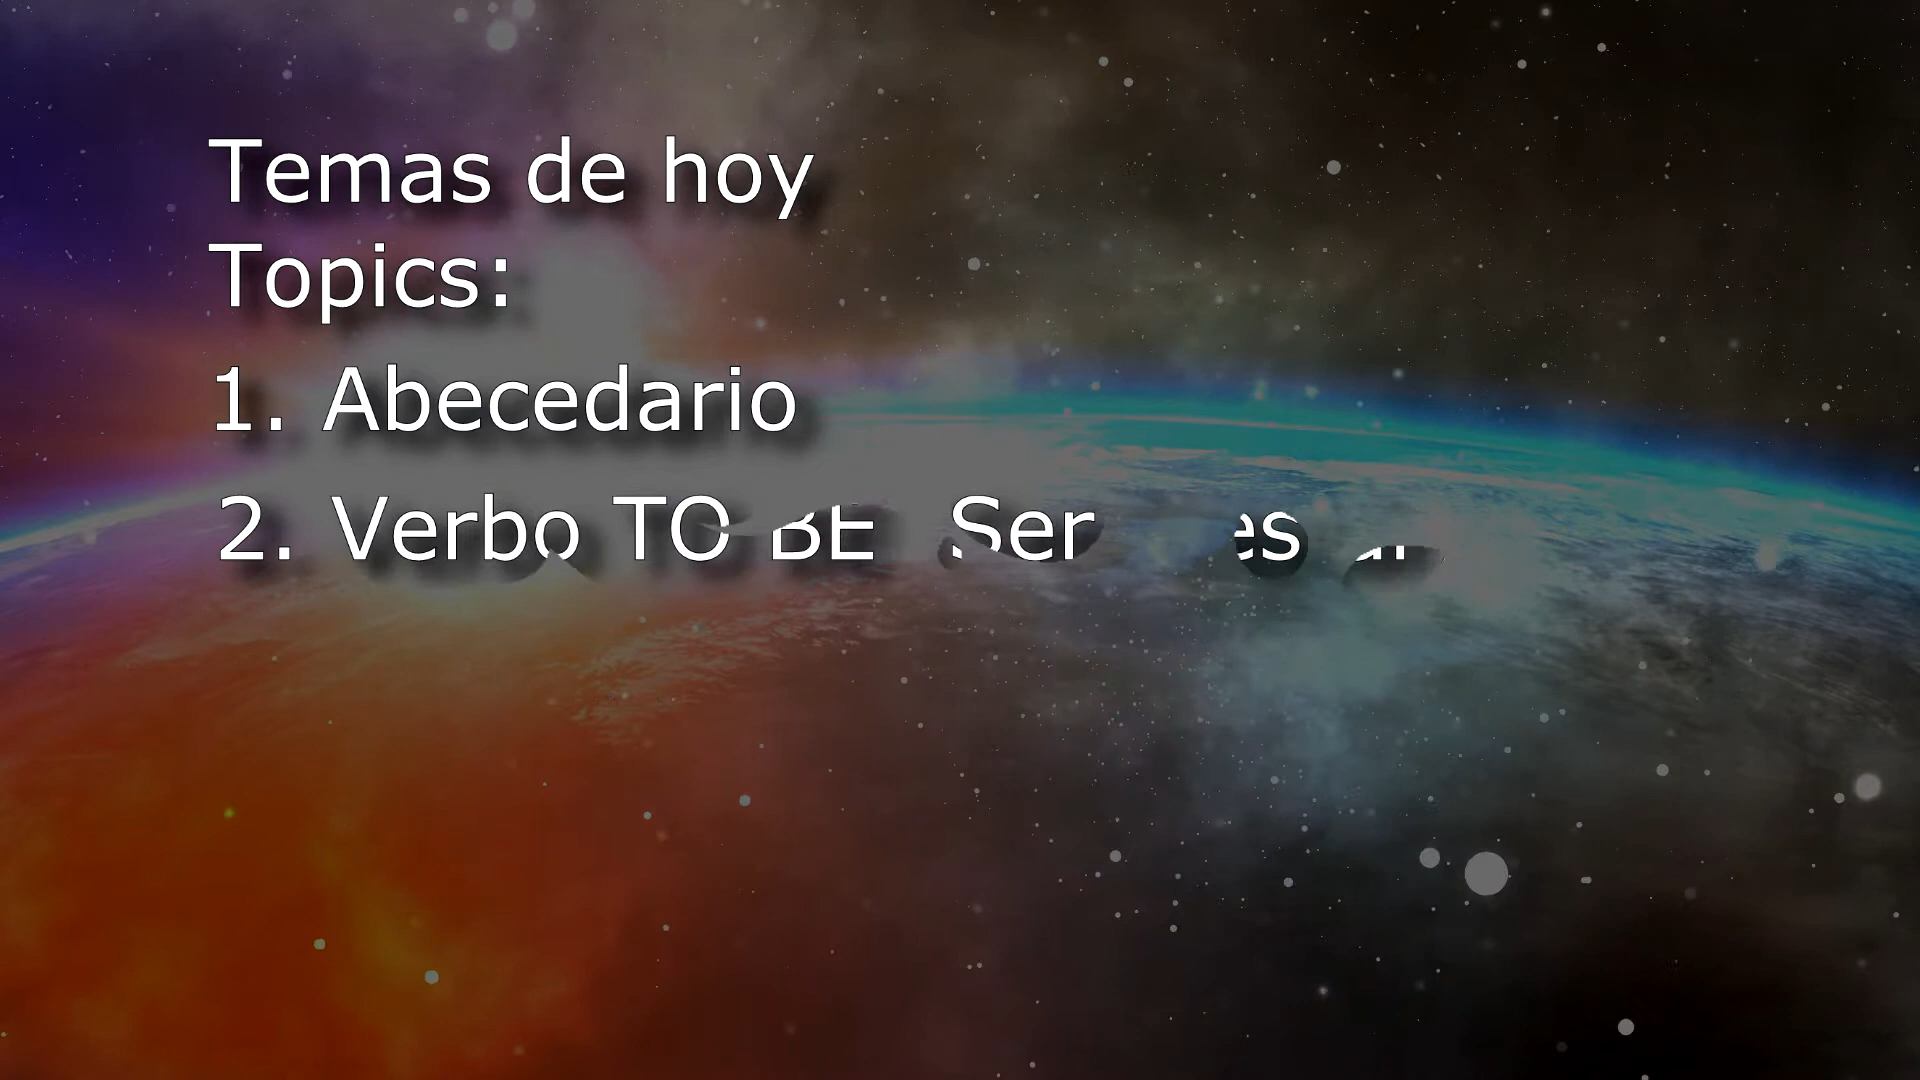 Temas de hoy
Topics:
1. Abecedario
2. Verbo TO BE Ser